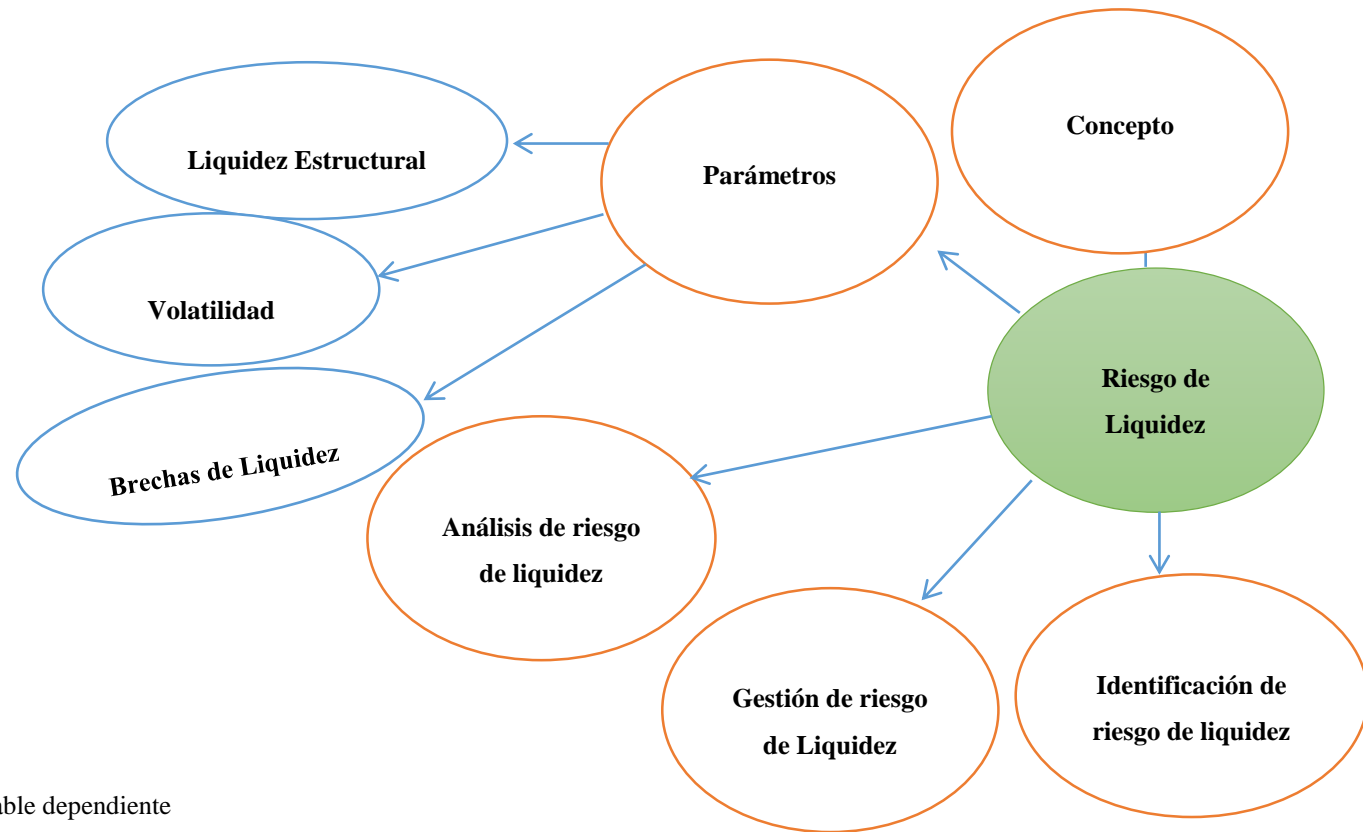 Concepto
Parámetros
Liquidez Estructural
Volatilidad
Brechas de Liquidez
Riesgo de
Liquidez
Análisis de riesgo
de liquidez
Gestión de riesgo
de Liquidez
Identificación de
riesgo de liquidez
able dependiente